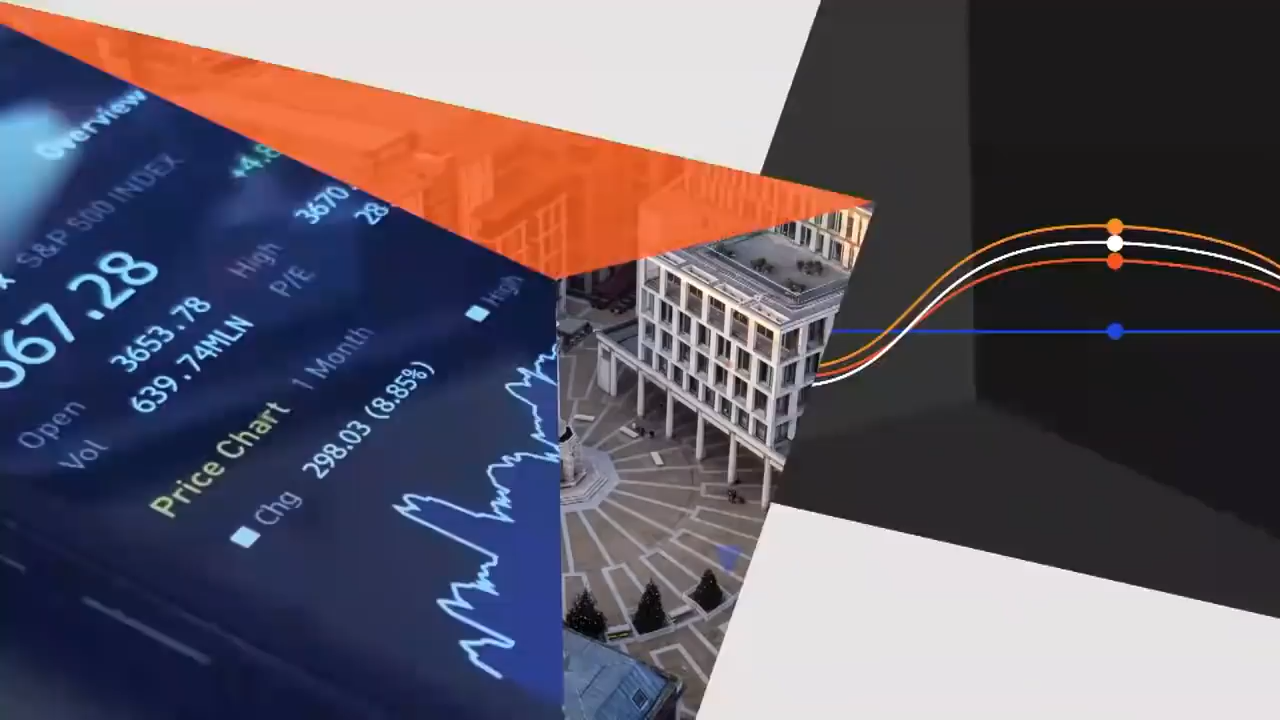 Overview
S&P 500 INDEX
667.28
+4.8
Open 3653.78 High 3670.
Vol 639.74MLN P/E 28
Price Chart 1 Month
Chg 298.03 (8.85%) High